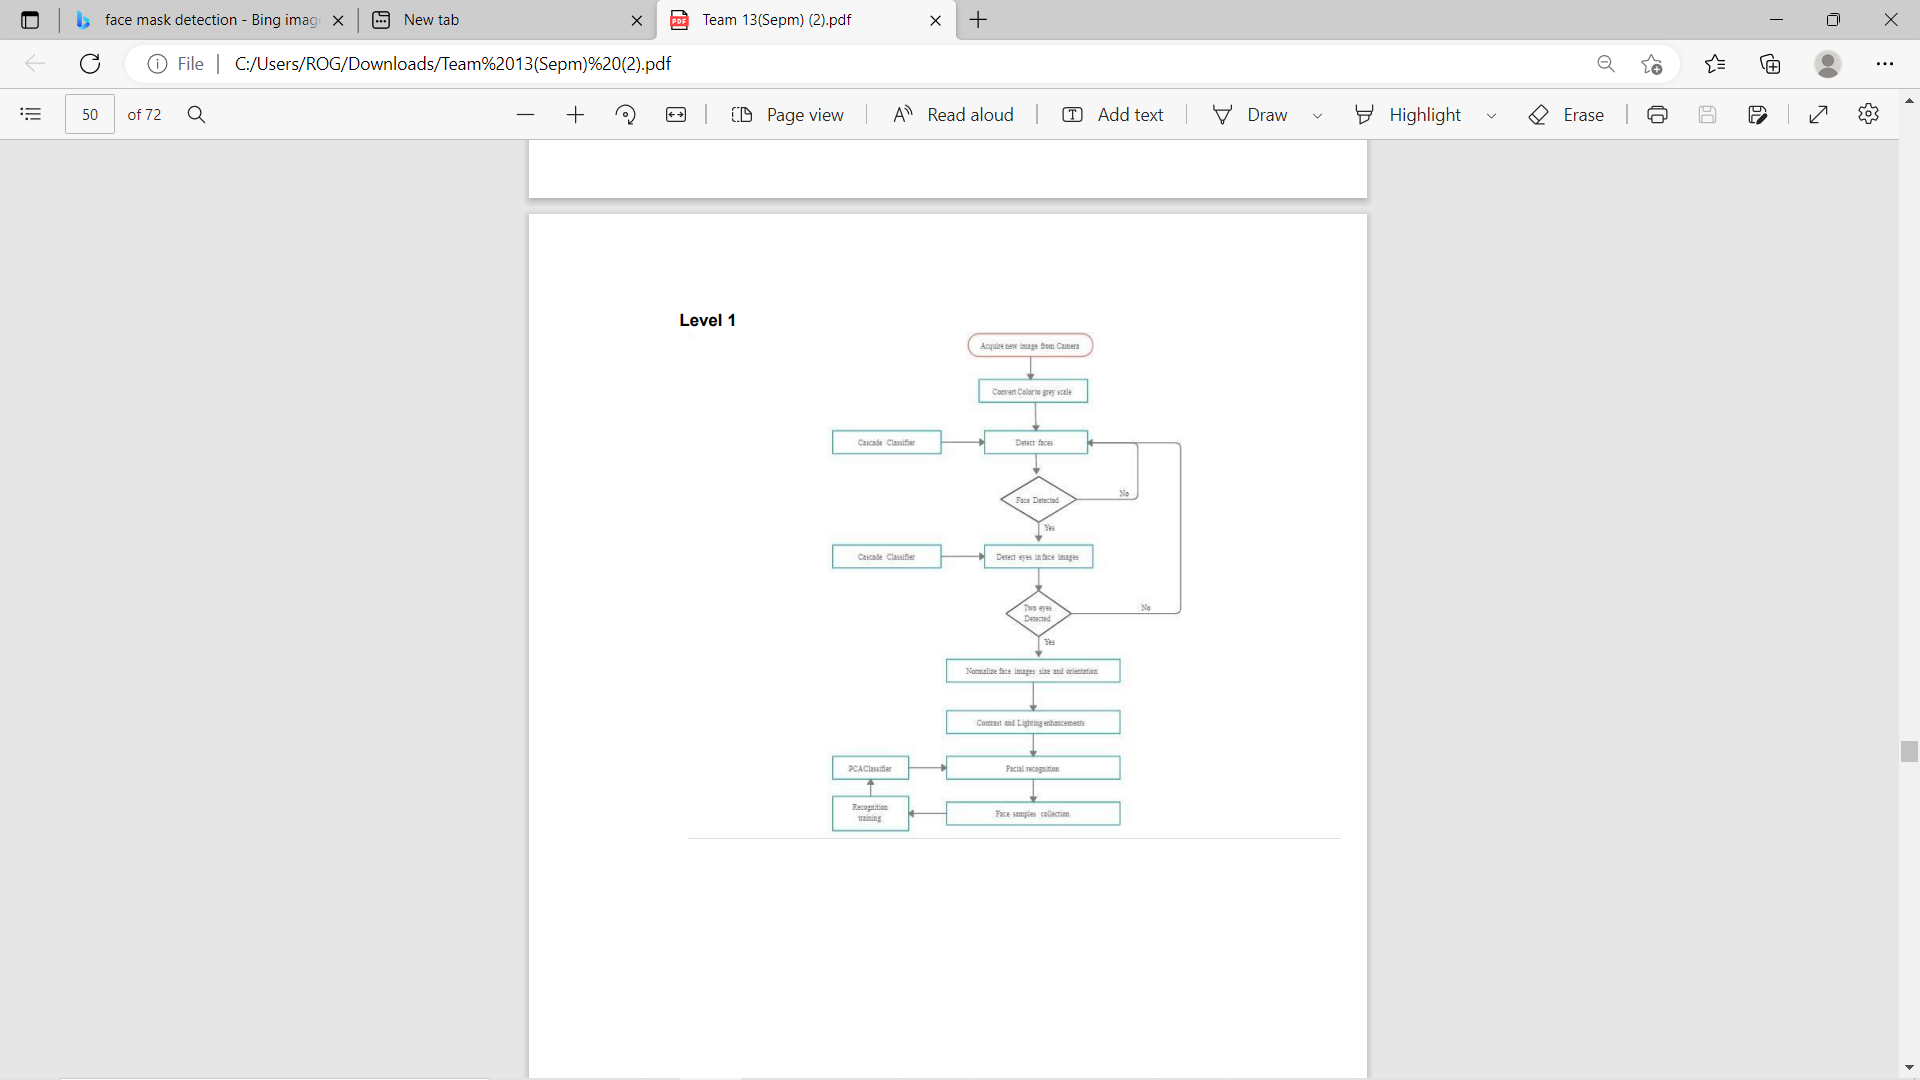 face mask detection - Bing imag
New tab
Team 13(Sepm) (2).pdf
File
C:/Users/ROG/Downloads/Team%2013(Sepm)%20(2).pdf
50
of 72
Page view
Read aloud
Add text
Draw
Highlight
Erase
Level 1
Acquire new image from Camera
Convert Color to grey scale
Cascade Classifier
Detect faces
Face Detected
No
Yes
Cascade Classifier
Detect eyes in face images
Two eyes
Detected
No
Yes
Normalize face images size and orientation
Contrast and Lighting enhancements
PCA Classifier
Facial recognition
Recognition
training
Face samples collection